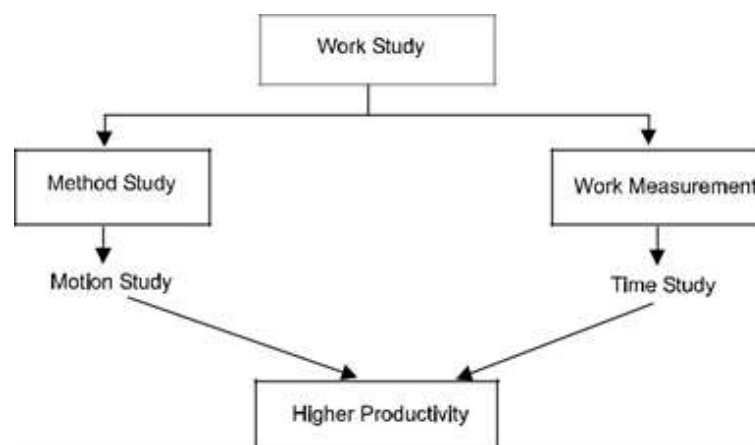 Work Study
Method Study
Work Measurement
Motion Study
Time Study
Higher Productivity